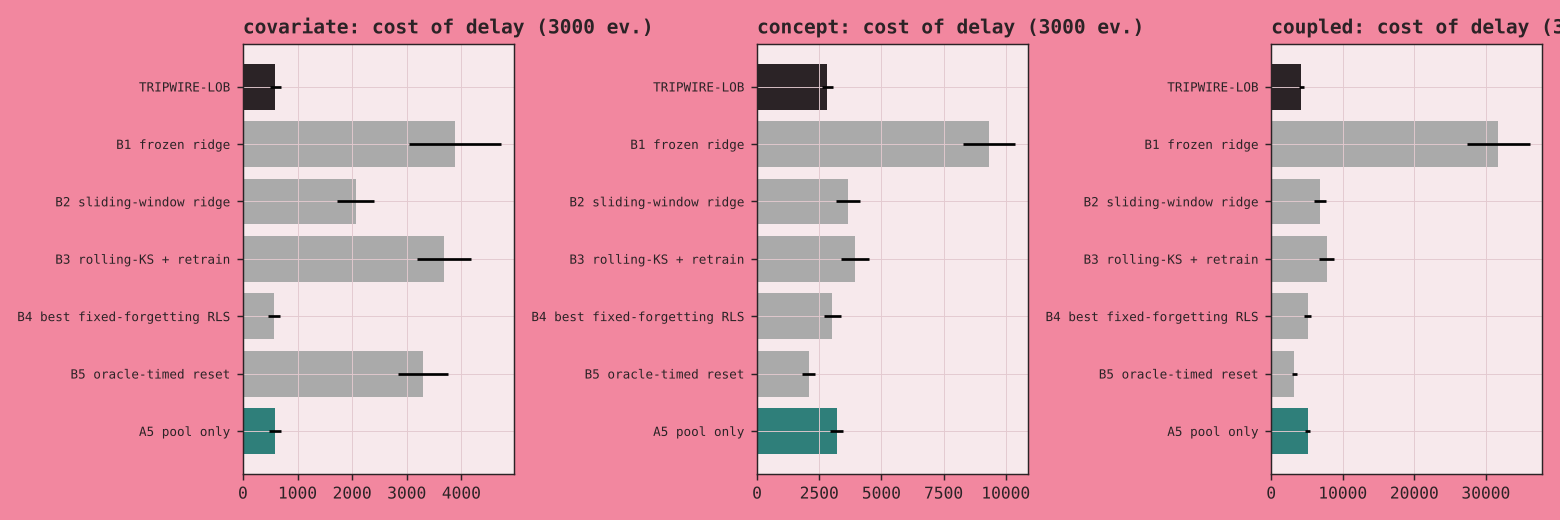 covariate: cost of delay (3000 ev.)
TRIPWIRE-LOB
B1 frozen ridge
B2 sliding-window ridge
B3 rolling-KS + retrain
B4 best fixed-forgetting RLS
B5 oracle-timed reset
A5 pool only
0 1000 2000 3000 4000
concept: cost of delay (3000 ev.)
TRIPWIRE-LOB
B1 frozen ridge
B2 sliding-window ridge
B3 rolling-KS + retrain
B4 best fixed-forgetting RLS
B5 oracle-timed reset
A5 pool only
0 2500 5000 7500 10000
coupled: cost of delay (3
TRIPWIRE-LOB
B1 frozen ridge
B2 sliding-window ridge
B3 rolling-KS + retrain
B4 best fixed-forgetting RLS
B5 oracle-timed reset
A5 pool only
0 10000 20000 30000